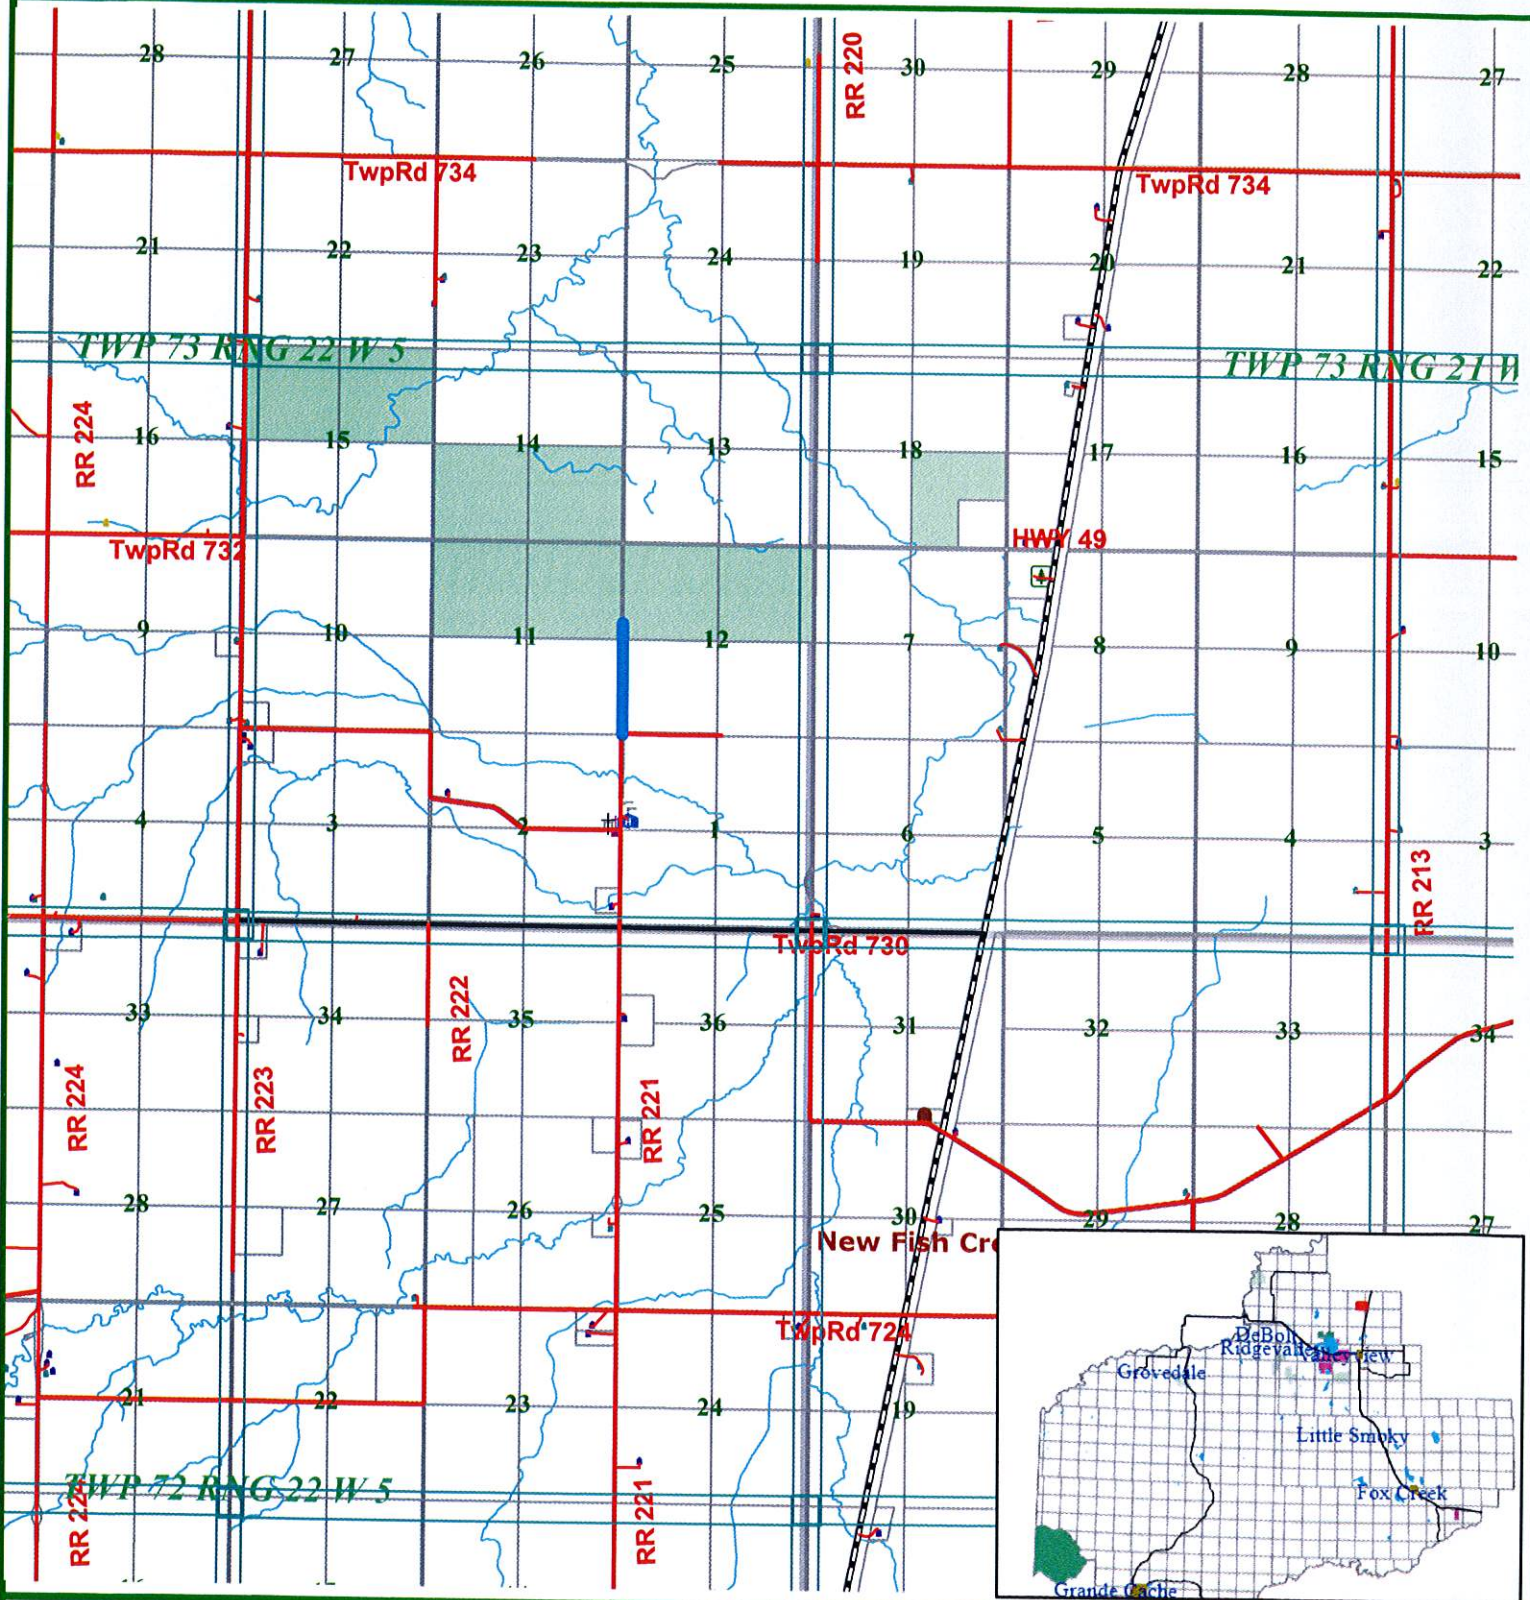 28 27 26 25 RR 220 30 29 28 27
TwpRd 734
TwpRd 734
21 22 23 24 19 20 21 22
TWP 73 RNG 22 W 5
TWP 73 RNG 21 W
RR 224
16 15 14 13 18 17 16 15
TwpRd 732
HWY 49
9 10 11 12 7 8 9 10
4 3 2 1 6 5 4 3
RR 213
TwpRd 730
33 34 35 36 31 32 33 34
RR 222
RR 224
RR 223
RR 221
28 27 26 25 30 29 28 27
New Fish Cre
TwpRd 724
21 22 23 24 19
TWP 72 RNG 22 W 5
RR 224
RR 221
DeBolt
Ridgevalley
Valleyview
Grovedale
Little Smoky
Fox Creek
Grande Cache